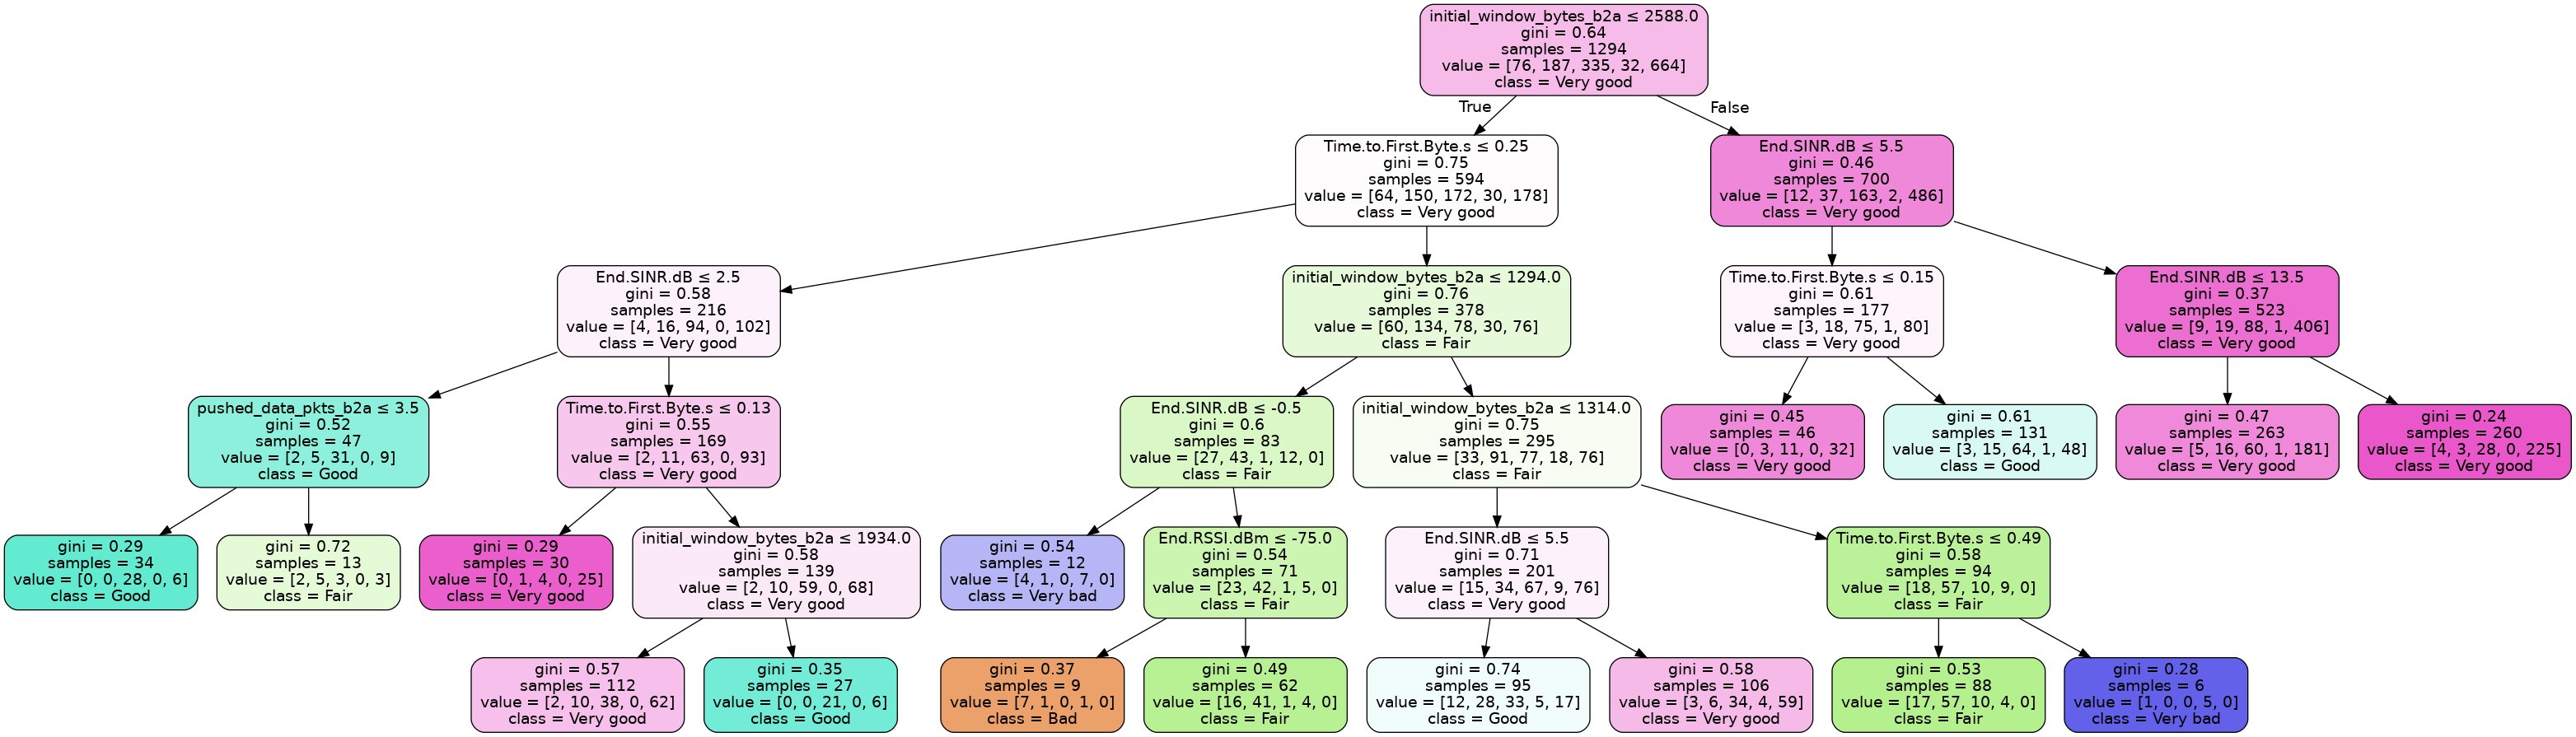 initial_window_bytes_b2a ≤ 2588.0
gini = 0.64
samples = 1294
value = [76, 187, 335, 32, 664]
class = Very good
True
False
Time.to.First.Byte.s ≤ 0.25
gini = 0.75
samples = 594
value = [64, 150, 172, 30, 178]
class = Very good
End.SINR.dB ≤ 5.5
gini = 0.46
samples = 700
value = [12, 37, 163, 2, 486]
class = Very good
End.SINR.dB ≤ 2.5
gini = 0.58
samples = 216
value = [4, 16, 94, 0, 102]
class = Very good
initial_window_bytes_b2a ≤ 1294.0
gini = 0.76
samples = 378
value = [60, 134, 78, 30, 76]
class = Fair
Time.to.First.Byte.s ≤ 0.15
gini = 0.61
samples = 177
value = [3, 18, 75, 1, 80]
class = Very good
End.SINR.dB ≤ 13.5
gini = 0.37
samples = 523
value = [9, 19, 88, 1, 406]
class = Very good
pushed_data_pkts_b2a ≤ 3.5
gini = 0.52
samples = 47
value = [2, 5, 31, 0, 9]
class = Good
Time.to.First.Byte.s ≤ 0.13
gini = 0.55
samples = 169
value = [2, 11, 63, 0, 93]
class = Very good
End.SINR.dB ≤ -0.5
gini = 0.6
samples = 83
value = [27, 43, 1, 12, 0]
class = Fair
initial_window_bytes_b2a ≤ 1314.0
gini = 0.75
samples = 295
value = [33, 91, 77, 18, 76]
class = Fair
gini = 0.45
samples = 46
value = [0, 3, 11, 0, 32]
class = Very good
gini = 0.61
samples = 131
value = [3, 15, 64, 1, 48]
class = Good
gini = 0.47
samples = 263
value = [5, 16, 60, 1, 181]
class = Very good
gini = 0.24
samples = 260
value = [4, 3, 28, 0, 225]
class = Very good
gini = 0.29
samples = 34
value = [0, 0, 28, 0, 6]
class = Good
gini = 0.72
samples = 13
value = [2, 5, 3, 0, 3]
class = Fair
gini = 0.29
samples = 30
value = [0, 1, 4, 0, 25]
class = Very good
initial_window_bytes_b2a ≤ 1934.0
gini = 0.58
samples = 139
value = [2, 10, 59, 0, 68]
class = Very good
gini = 0.54
samples = 12
value = [4, 1, 0, 7, 0]
class = Very bad
End.RSSI.dBm ≤ -75.0
gini = 0.54
samples = 71
value = [23, 42, 1, 5, 0]
class = Fair
End.SINR.dB ≤ 5.5
gini = 0.71
samples = 201
value = [15, 34, 67, 9, 76]
class = Very good
Time.to.First.Byte.s ≤ 0.49
gini = 0.58
samples = 94
value = [18, 57, 10, 9, 0]
class = Fair
gini = 0.57
samples = 112
value = [2, 10, 38, 0, 62]
class = Very good
gini = 0.35
samples = 27
value = [0, 0, 21, 0, 6]
class = Good
gini = 0.37
samples = 9
value = [7, 1, 0, 1, 0]
class = Bad
gini = 0.49
samples = 62
value = [16, 41, 1, 4, 0]
class = Fair
gini = 0.74
samples = 95
value = [12, 28, 33, 5, 17]
class = Good
gini = 0.58
samples = 106
value = [3, 6, 34, 4, 59]
class = Very good
gini = 0.53
samples = 88
value = [17, 57, 10, 4, 0]
class = Fair
gini = 0.28
samples = 6
value = [1, 0, 0, 5, 0]
class = Very bad